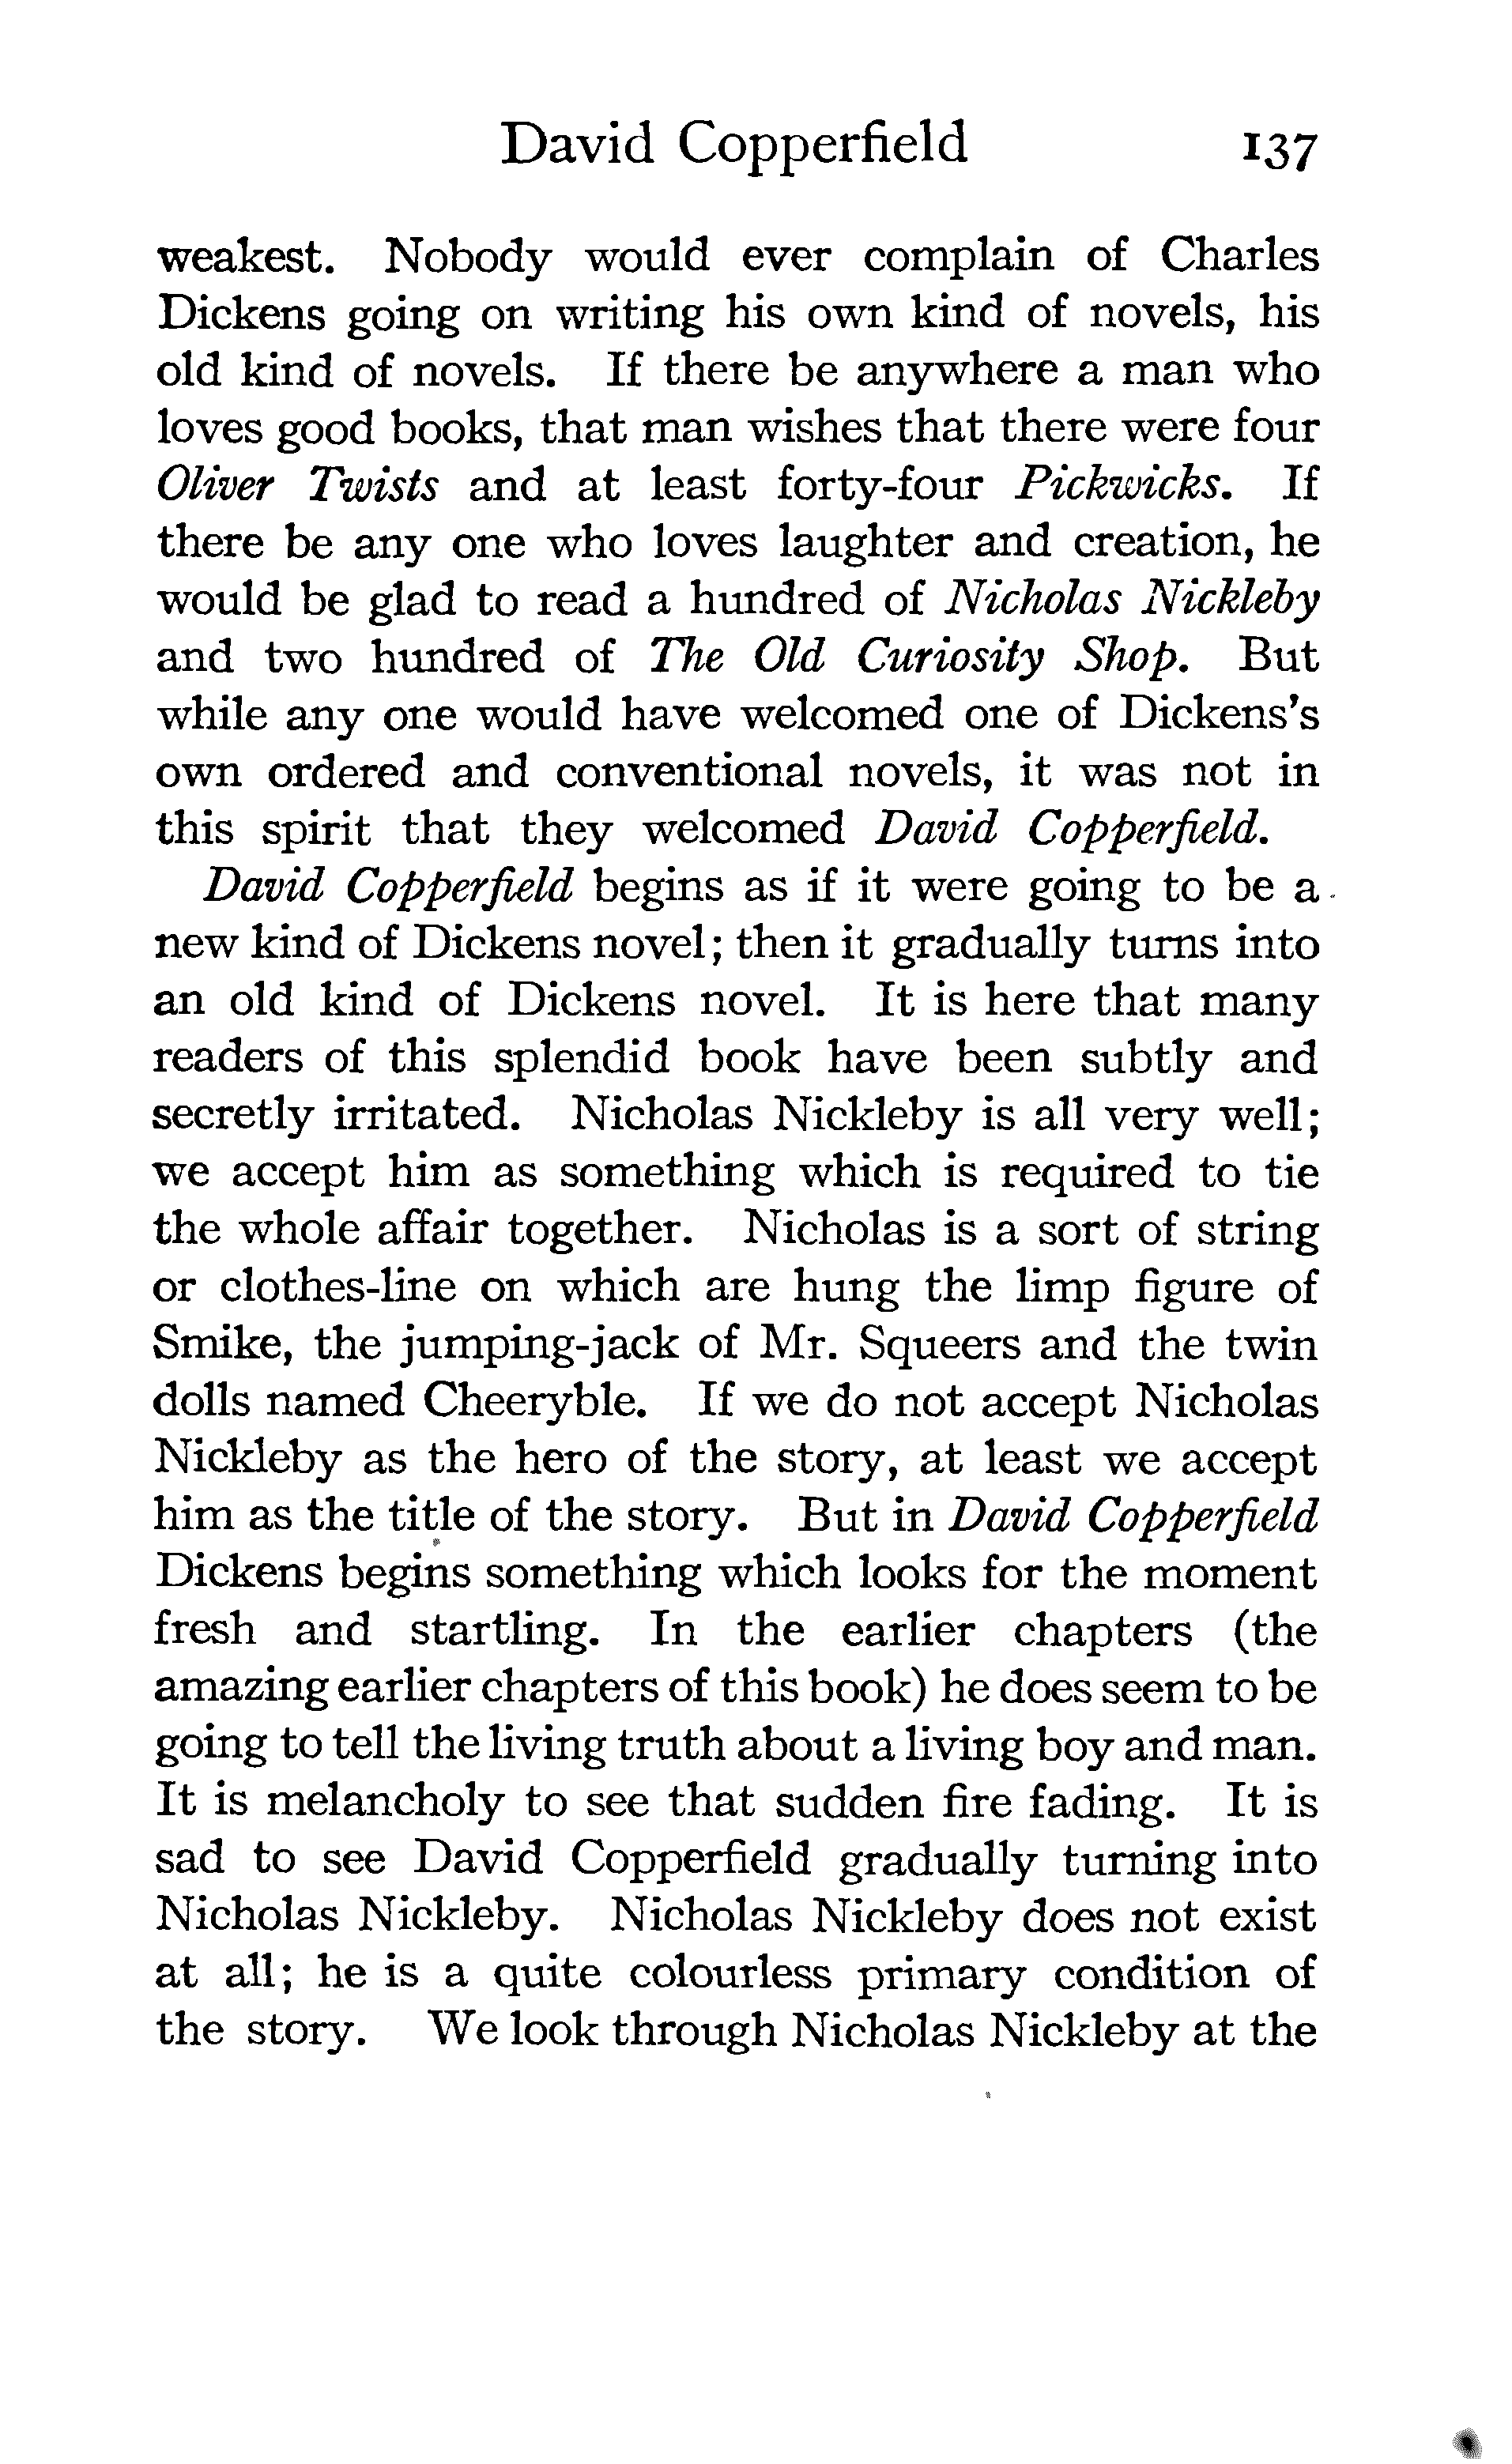 David Copperfield 137
weakest. Nobody would ever complain of Charles
Dickens going on writing his own kind of novels, his
old kind of novels. If there be anywhere a man who
loves good books, that man wishes that there were four
Oliver Twists and at least forty-four Pickwicks. If
there be any one who loves laughter and creation, he
would be glad to read a hundred of Nicholas Nickleby
and two hundred of The Old Curiosity Shop. But
while any one would have welcomed one of Dickens's
own ordered and conventional novels, it was not in
this spirit that they welcomed David Copperfield.
David Copperfield begins as if it were going to be a
new kind of Dickens novel; then it gradually turns into
an old kind of Dickens novel. It is here that many
readers of this splendid book have been subtly and
secretly irritated. Nicholas Nickleby is all very well;
we accept him as something which is required to tie
the whole affair together. Nicholas is a sort of string
or clothes-line on which are hung the limp figure of
Smike, the jumping-jack of Mr. Squeers and the twin
dolls named Cheeryble. If we do not accept Nicholas
Nickleby as the hero of the story, at least we accept
him as the title of the story. But in David Copperfield
Dickens begins something which looks for the moment
fresh and startling. In the earlier chapters (the
amazing earlier chapters of this book) he does seem to be
going to tell the living truth about a living boy and man.
It is melancholy to see that sudden fire fading. It is
sad to see David Copperfield gradually turning into
Nicholas Nickleby. Nicholas Nickleby does not exist
at all; he is a quite colourless primary condition of
the story. We look through Nicholas Nickleby at the